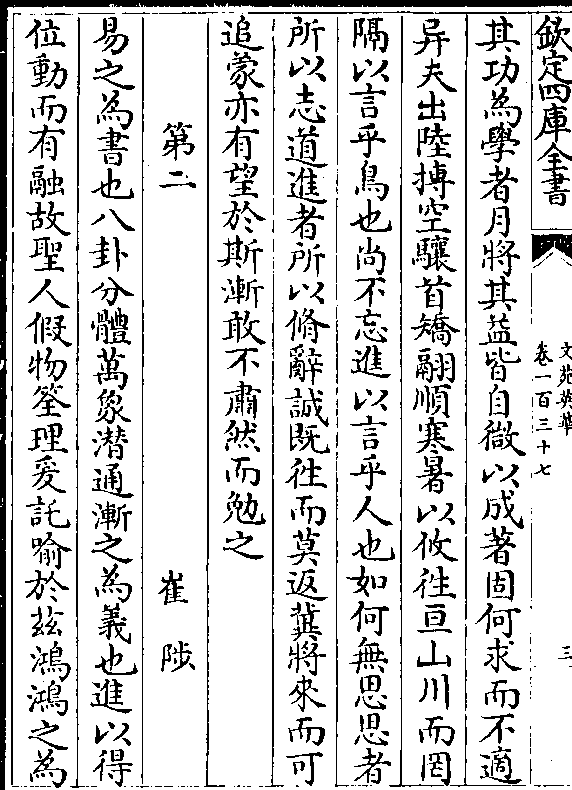 欽定四庫全書
文苑英華
卷一百三十七
三
其功為學者月將其益皆自微以成著固何求而不適
异夫出陸摶空驤首矯翮順寒暑以攸往亘山川而罔
隔以言乎鳥也尚不忘進以言乎人也如何無思思者
所以志道進者所以脩辭誠既往而莫返冀將來而可
追蒙亦有望於斯漸敢不肅然而勉之
第二 崔陟
易之為書也八卦分體萬象潛通漸之為義也進以得
位動而有融故聖人假物筌理爰託喻於茲鴻鴻之為